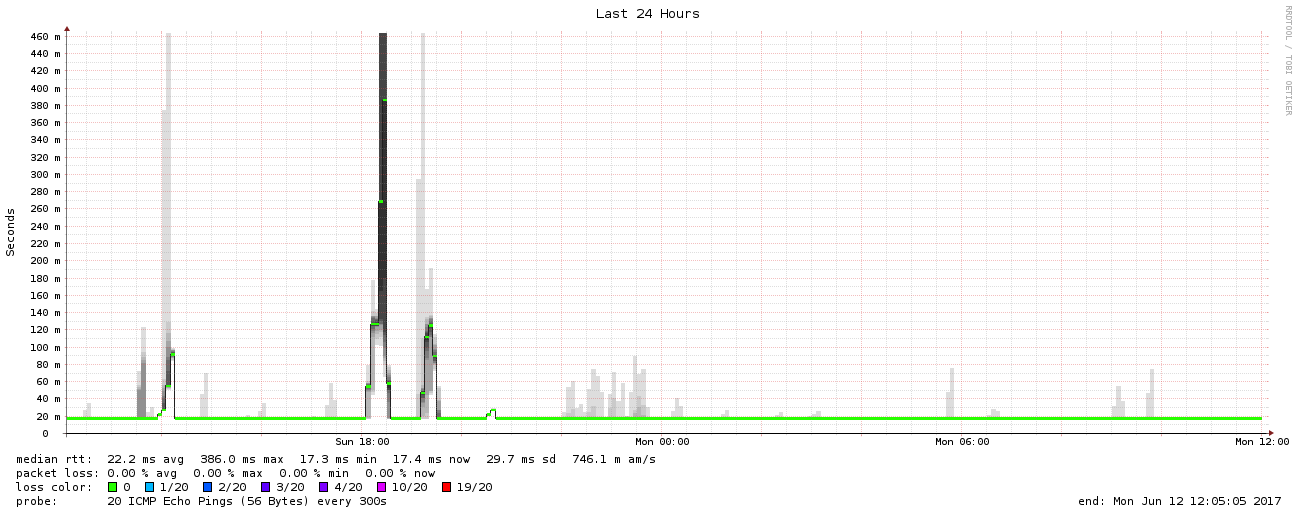 Last 24 Hours
RRDTOOL / TOBI OETIKER
Seconds
460 m
440 m
420 m
400 m
380 m
360 m
340 m
320 m
300 m
280 m
260 m
240 m
220 m
200 m
180 m
160 m
140 m
120 m
100 m
80 m
60 m
40 m
20 m
0
Sun 18:00 Mon 00:00 Mon 06:00 Mon 12:00
median rtt: 22.2 ms avg 386.0 ms max 17.3 ms min 17.4 ms now 29.7 ms sd 746.1 m am/s
packet loss: 0.00 % avg 0.00 % max 0.00 % min 0.00 % now
loss color: 0 1/20 2/20 3/20 4/20 10/20 19/20
probe: 20 ICMP Echo Pings (56 Bytes) every 300s end: Mon Jun 12 12:05:05 2017